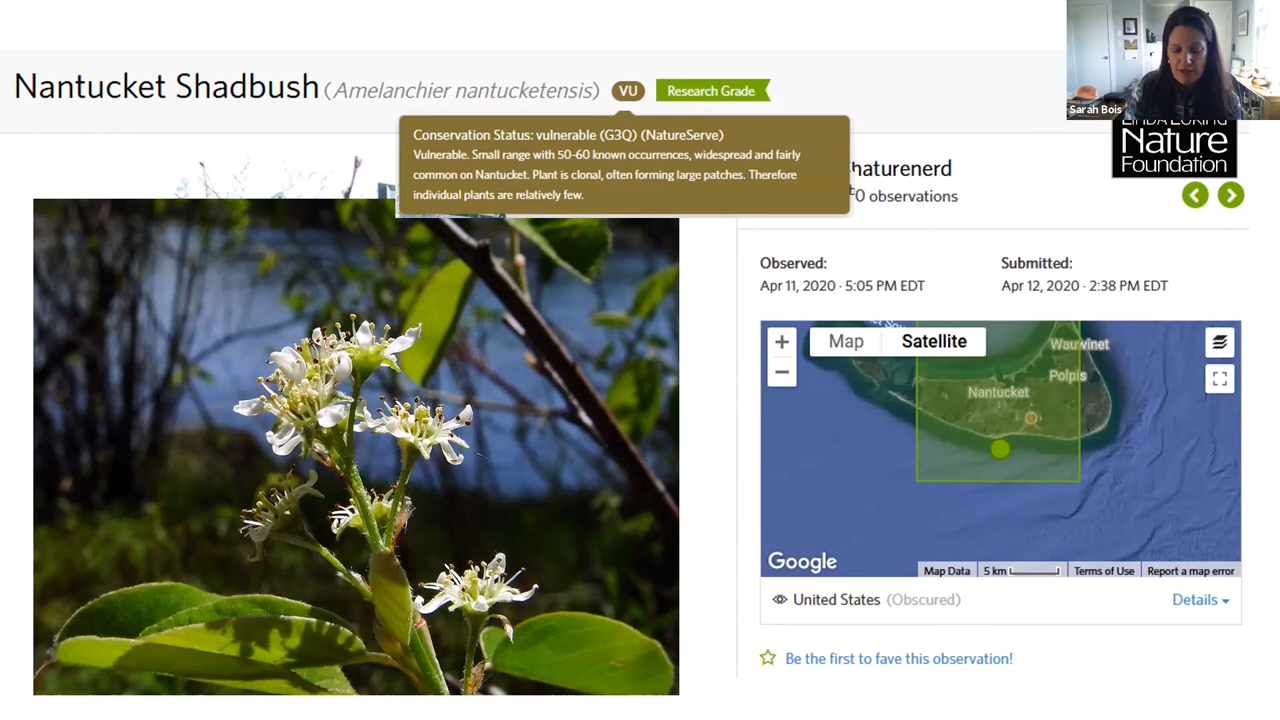 Sarah Bois
Nantucket Shadbush (Amelanchier nantucketensis) VU Research Grade
LINDA LORING
Nature
Foundation
Conservation Status: vulnerable (G3Q) (NatureServe)
Vulnerable. Small range with 50-60 known occurrences, widespread and fairly
common on Nantucket. Plant is clonal, often forming large patches. Therefore
individual plants are relatively few.
haturenerd
0 observations
Observed:
Submitted:
Apr 11, 2020 · 5:05 PM EDT
Apr 12, 2020 · 2:38 PM EDT
+
−
Map
Satellite
Wauwinet
Polpis
Nantucket
Google
Map Data
5 km
Terms of Use
Report a map error
United States (Obscured)
Details
Be the first to fave this observation!